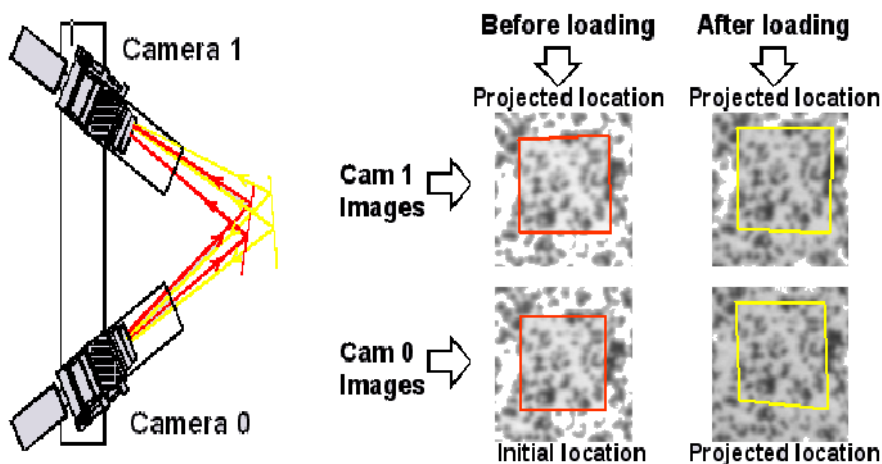 Camera 1
Before loading
After loading
Projected location
Projected location
Cam 1
Images
Cam 0
Images
Camera 0
Initial location
Projected location